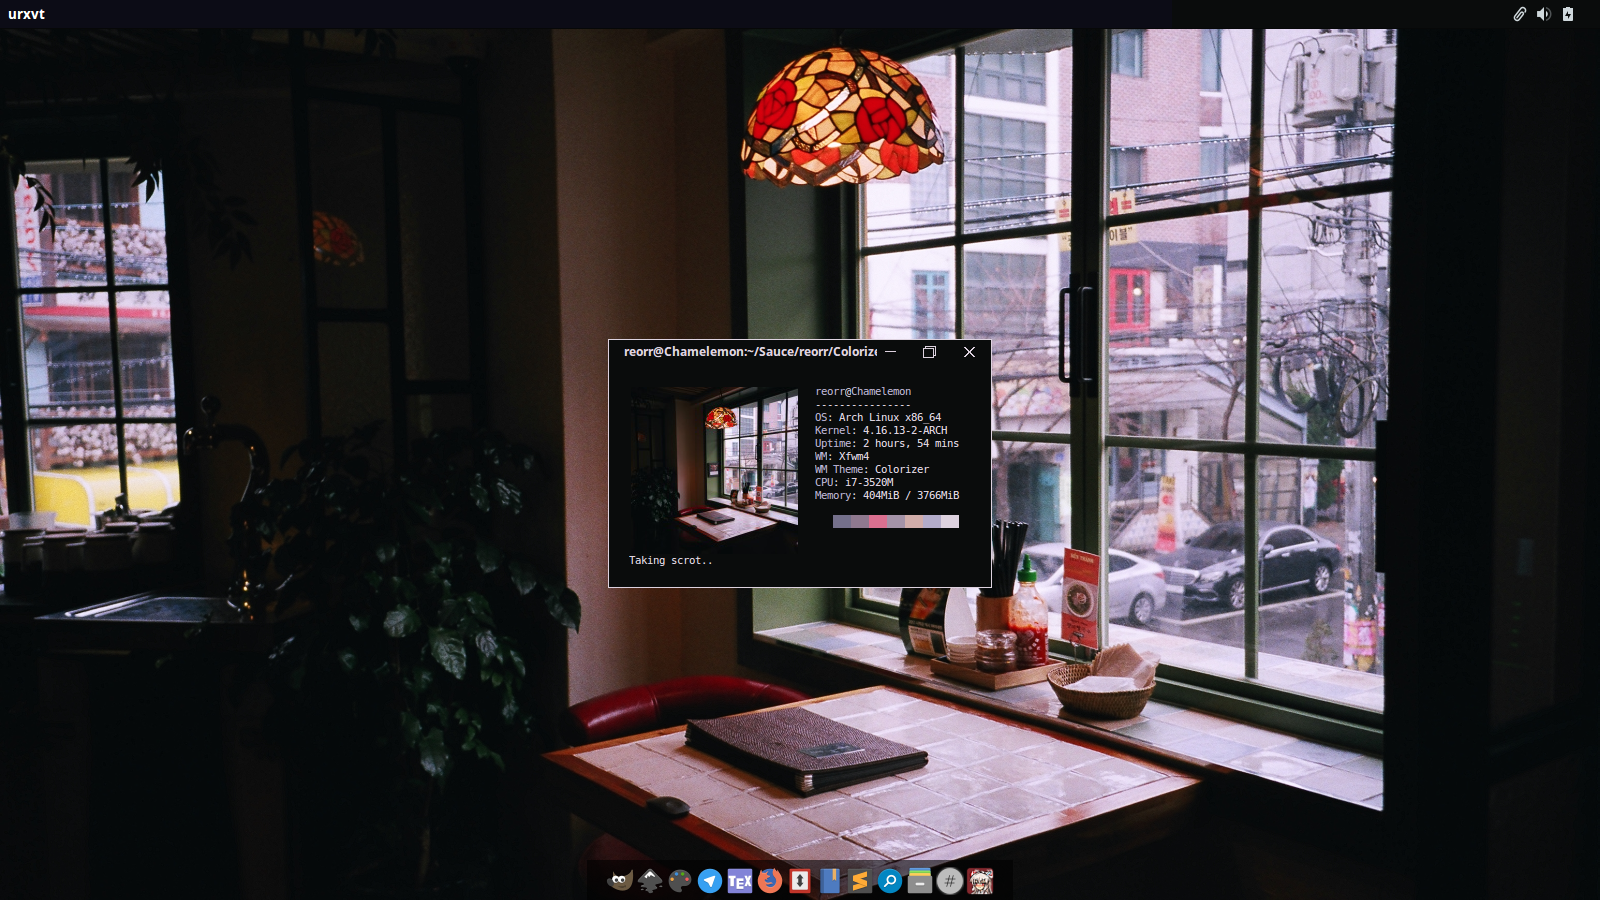 urxvt
reorr@Chamelemon:~/Sauce/reorr/Colorize
reorr@Chamelemon
----------------
OS: Arch Linux x86_64
Kernel: 4.16.13-2-ARCH
Uptime: 2 hours, 54 mins
WM: Xfwm4
WM Theme: Colorizer
CPU: i7-3520M
Memory: 404MiB / 3766MiB
Taking scrot..
TEX
#